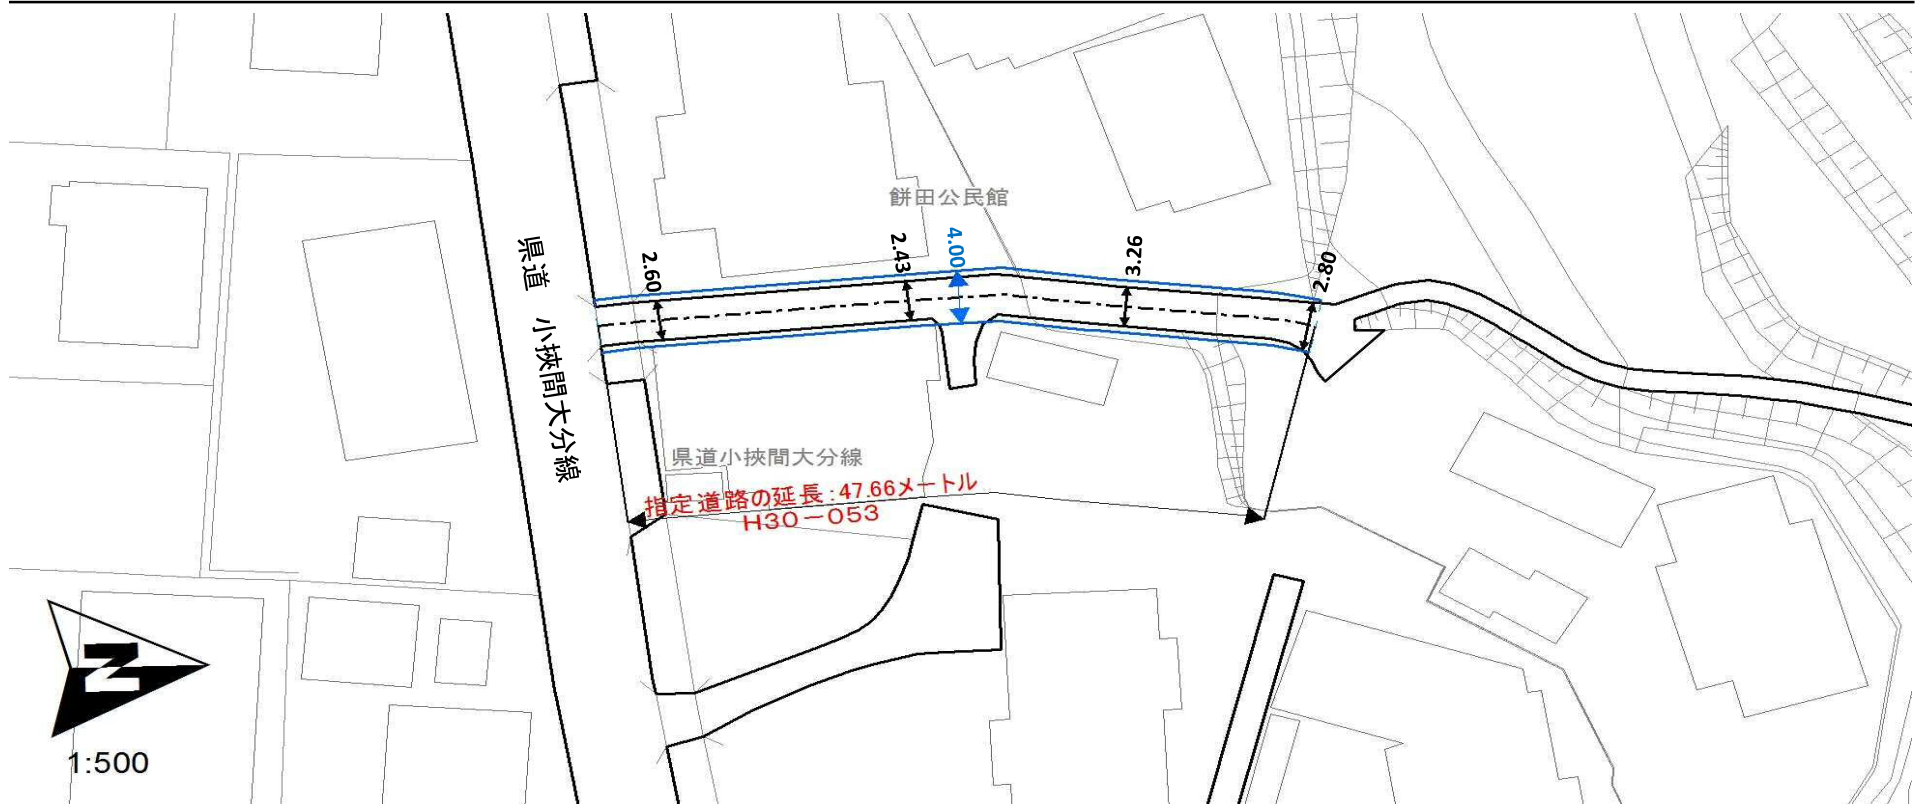 餅田公民館
県道 小挾間大分線
2.60
2.43
4.00
3.26
2.80
県道小挾間大分線
指定道路の延長:47.66メートル
H30-053
N
1:500